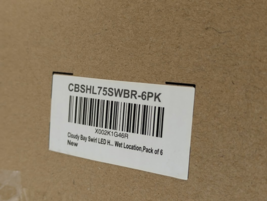 CBSHL75SWBR-6PK
X002K1G46R
Cloudy Bay Swirl LED H... Wet Location,Pack of 6
New